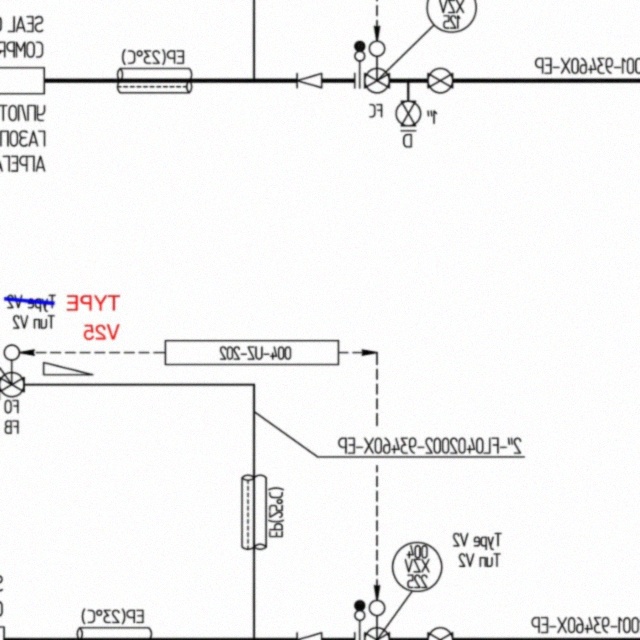 XZV
125
SEAL
COMPR
EP(23°C)
001-93460X-EP
FC
1"
D
УПЛОТ
ГАЗОП
АГРЕГА
Type V2
TYPE
V25
Тип V2
004-UZ-202
FO
FB
2"-FL0402002-93460X-EP
EP(25°C)
Type V2
Тип V2
004
XZV
225
EP(23°C)
001-93460X-EP